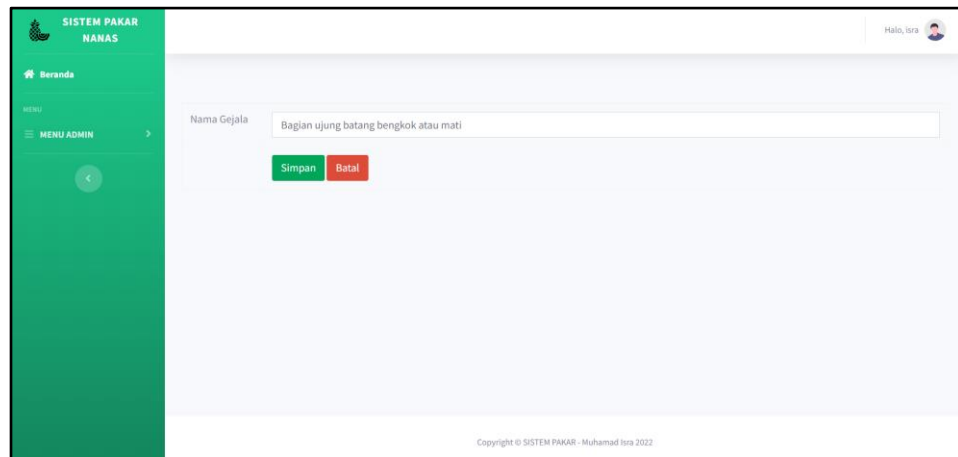 SISTEM PAKAR
NANAS
Halo, isra
Beranda
MENU
MENU ADMIN
Nama Gejala
Bagian ujung batang bengkok atau mati
Simpan
Batal
Copyright © SISTEM PAKAR - Muhamad Isra 2022